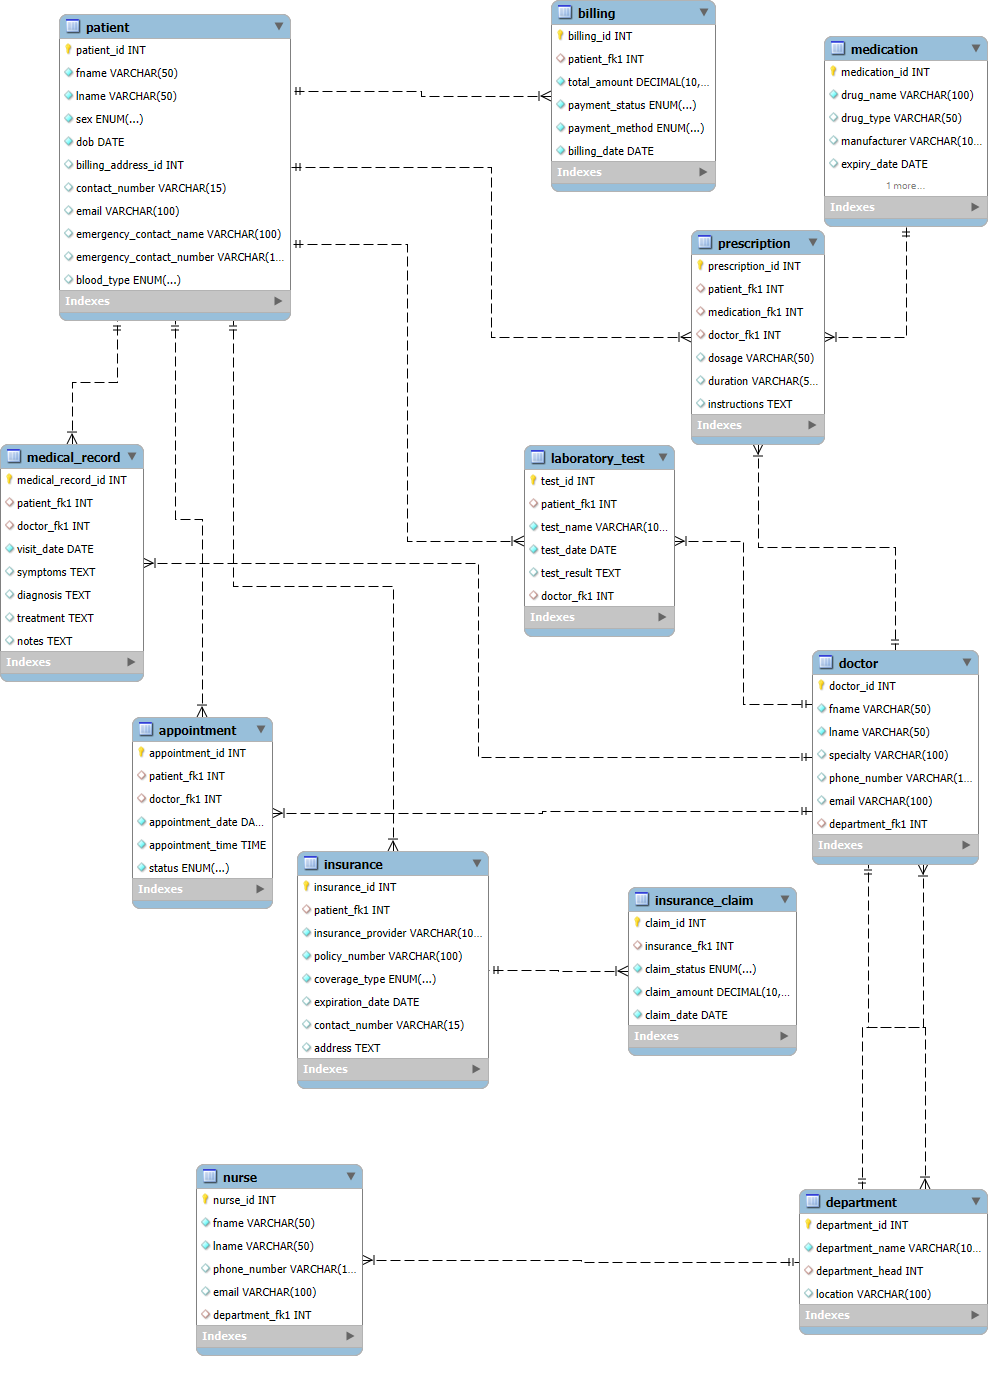 patient
patient_id INT
fname VARCHAR(50)
lname VARCHAR(50)
sex ENUM(...)
dob DATE
billing_address_id INT
contact_number VARCHAR(15)
email VARCHAR(100)
emergency_contact_name VARCHAR(100)
emergency_contact_number VARCHAR(1...
blood_type ENUM(...)
Indexes
billing
billing_id INT
patient_fk1 INT
total_amount DECIMAL(10,...
payment_status ENUM(...)
payment_method ENUM(...)
billing_date DATE
Indexes
medication
medication_id INT
drug_name VARCHAR(100)
drug_type VARCHAR(50)
manufacturer VARCHAR(10...
expiry_date DATE
1 more...
Indexes
prescription
prescription_id INT
patient_fk1 INT
medication_fk1 INT
doctor_fk1 INT
dosage VARCHAR(50)
duration VARCHAR(5...
instructions TEXT
Indexes
medical_record
medical_record_id INT
patient_fk1 INT
doctor_fk1 INT
visit_date DATE
symptoms TEXT
diagnosis TEXT
treatment TEXT
notes TEXT
Indexes
laboratory_test
test_id INT
patient_fk1 INT
test_name VARCHAR(10...
test_date DATE
test_result TEXT
doctor_fk1 INT
Indexes
doctor
doctor_id INT
fname VARCHAR(50)
lname VARCHAR(50)
specialty VARCHAR(100)
phone_number VARCHAR(1...
email VARCHAR(100)
department_fk1 INT
Indexes
appointment
appointment_id INT
patient_fk1 INT
doctor_fk1 INT
appointment_date DA...
appointment_time TIME
status ENUM(...)
Indexes
insurance
insurance_id INT
patient_fk1 INT
insurance_provider VARCHAR(10...
policy_number VARCHAR(100)
coverage_type ENUM(...)
expiration_date DATE
contact_number VARCHAR(15)
address TEXT
Indexes
insurance_claim
claim_id INT
insurance_fk1 INT
claim_status ENUM(...)
claim_amount DECIMAL(10,...
claim_date DATE
Indexes
nurse
nurse_id INT
fname VARCHAR(50)
lname VARCHAR(50)
phone_number VARCHAR(1...
email VARCHAR(100)
department_fk1 INT
Indexes
department
department_id INT
department_name VARCHAR(10...
department_head INT
location VARCHAR(100)
Indexes